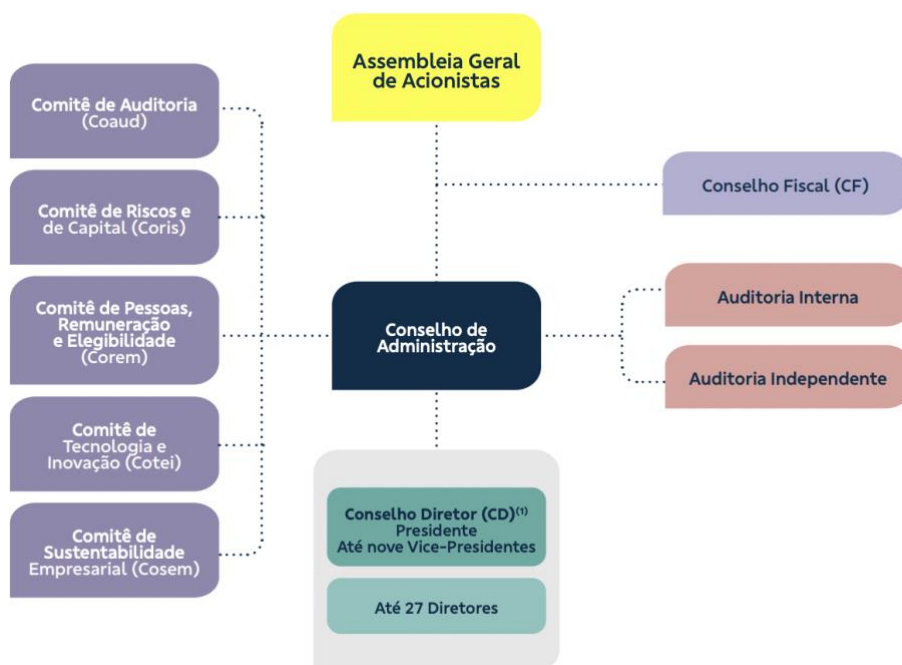 Assembleia Geral
de Acionistas
Comitê de Auditoria
(Coaud)
Comitê de Riscos e
de Capital (Coris)
Comitê de Pessoas,
Remuneração
e Elegibilidade
(Corem)
Comitê de
Tecnologia e
Inovação (Cotei)
Comitê de
Sustentabilidade
Empresarial (Cosem)
Conselho Fiscal (CF)
Conselho de
Administração
Auditoria Interna
Auditoria Independente
Conselho Diretor (CD)⁽¹⁾
Presidente
Até nove Vice-Presidentes
Até 27 Diretores